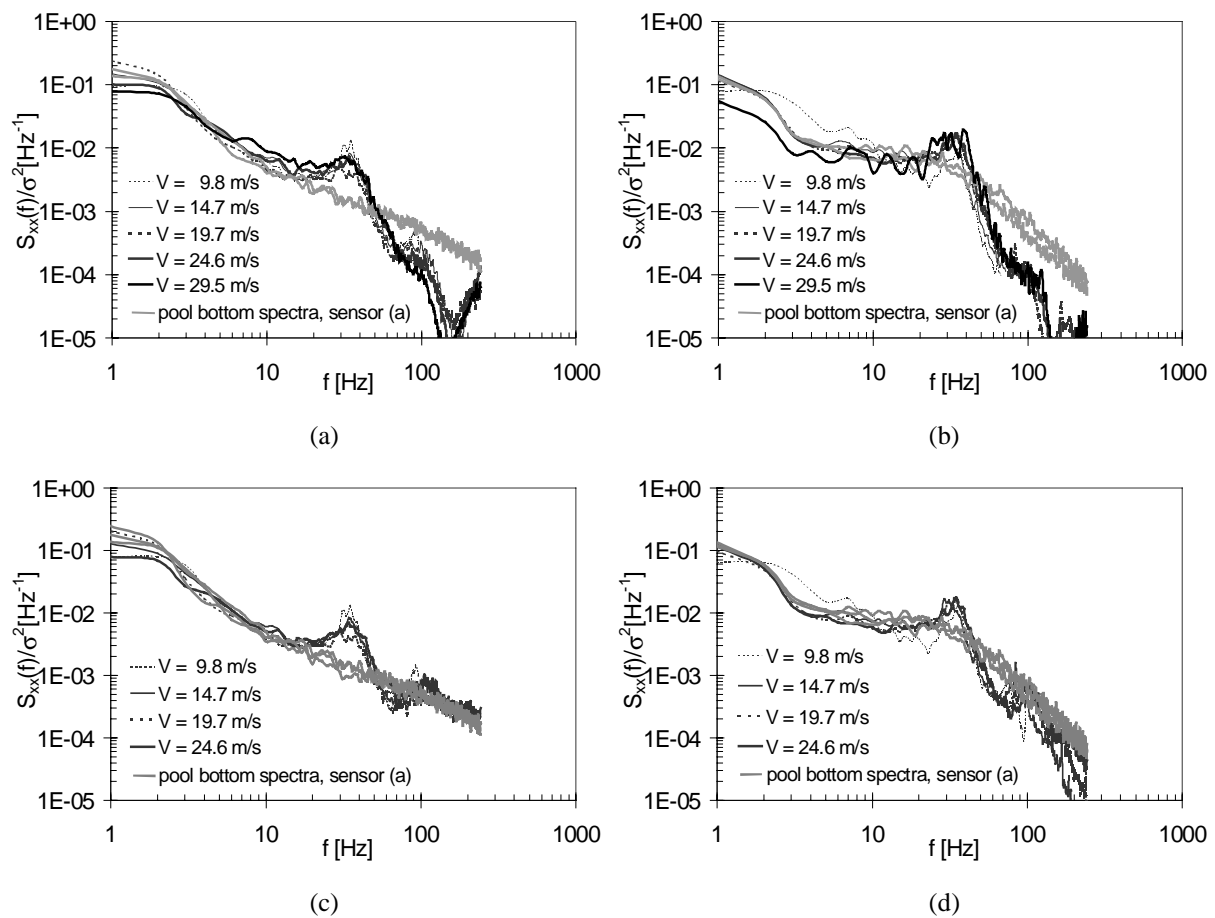 1E+00
1E-01
1E-02
1E-03
1E-04
1E-05
Sxx(f)/σ²[Hz⁻¹]
V = 9.8 m/s
V = 14.7 m/s
V = 19.7 m/s
V = 24.6 m/s
V = 29.5 m/s
pool bottom spectra, sensor (a)
1 10 100 1000
f [Hz]
(a)
1E+00
1E-01
1E-02
1E-03
1E-04
1E-05
Sxx(f)/σ²[Hz⁻¹]
V = 9.8 m/s
V = 14.7 m/s
V = 19.7 m/s
V = 24.6 m/s
V = 29.5 m/s
pool bottom spectra, sensor (a)
1 10 100 1000
f [Hz]
(b)
1E+00
1E-01
1E-02
1E-03
1E-04
1E-05
Sxx(f)/σ²[Hz⁻¹]
V = 9.8 m/s
V = 14.7 m/s
V = 19.7 m/s
V = 24.6 m/s
pool bottom spectra, sensor (a)
1 10 100 1000
f [Hz]
(c)
1E+00
1E-01
1E-02
1E-03
1E-04
1E-05
Sxx(f)/σ²[Hz⁻¹]
V = 9.8 m/s
V = 14.7 m/s
V = 19.7 m/s
V = 24.6 m/s
pool bottom spectra, sensor (a)
1 10 100 1000
f [Hz]
(d)